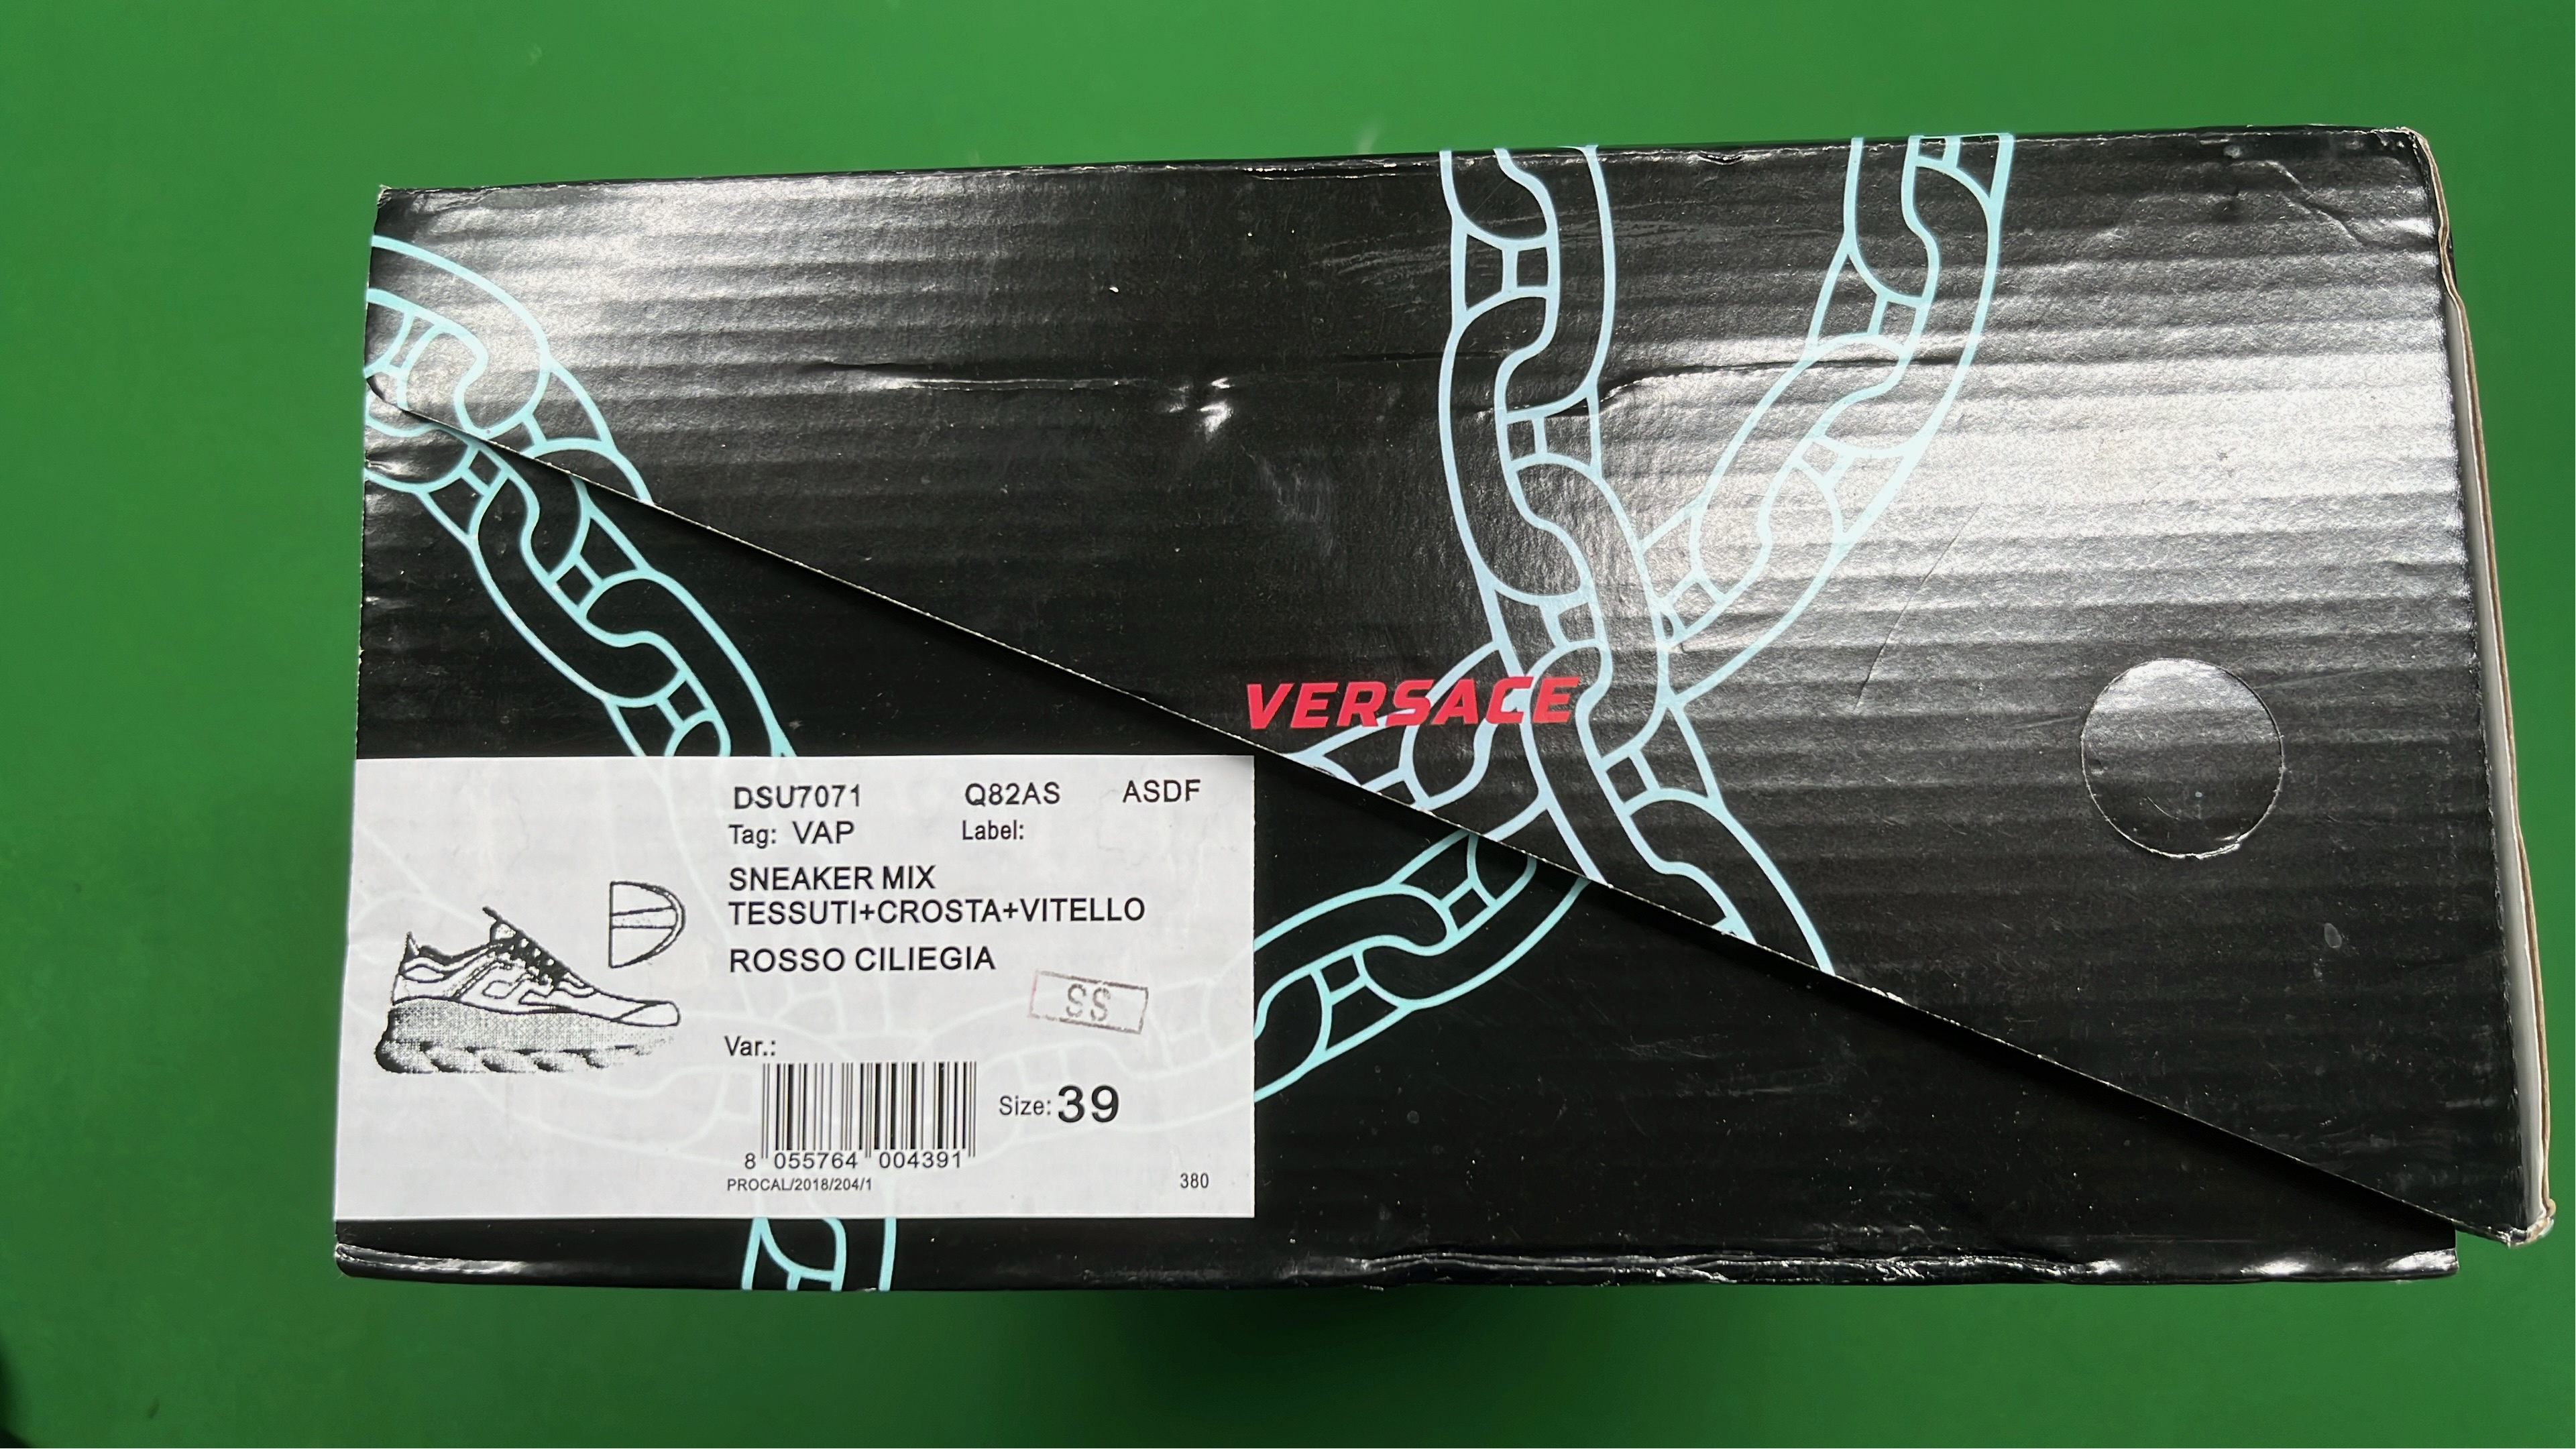 VERSACE
DSU7071 Q82AS ASDF
Tag: VAP Label:
SNEAKER MIX
TESSUTI+CROSTA+VITELLO
ROSSO CILIEGIA
SS
Var.:
Size: 39
8 055764 004391
PROCAL/2018/204/1
380